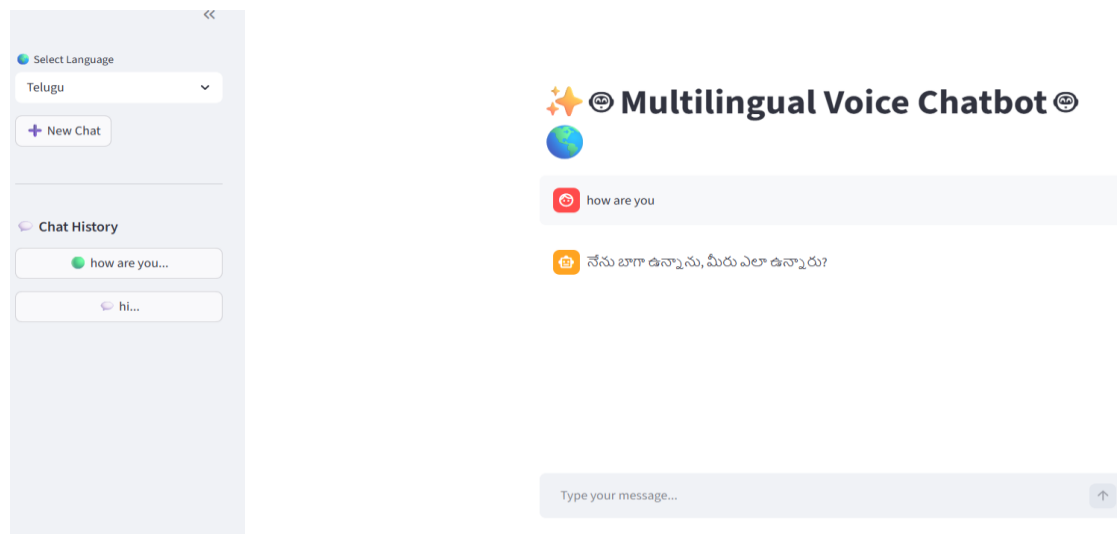 Select Language
Telugu
New Chat
Chat History
how are you...
hi...
Multilingual Voice Chatbot
how are you
నేను బాగా ఉన్నాను, మీరు ఎలా ఉన్నారు?
Type your message...